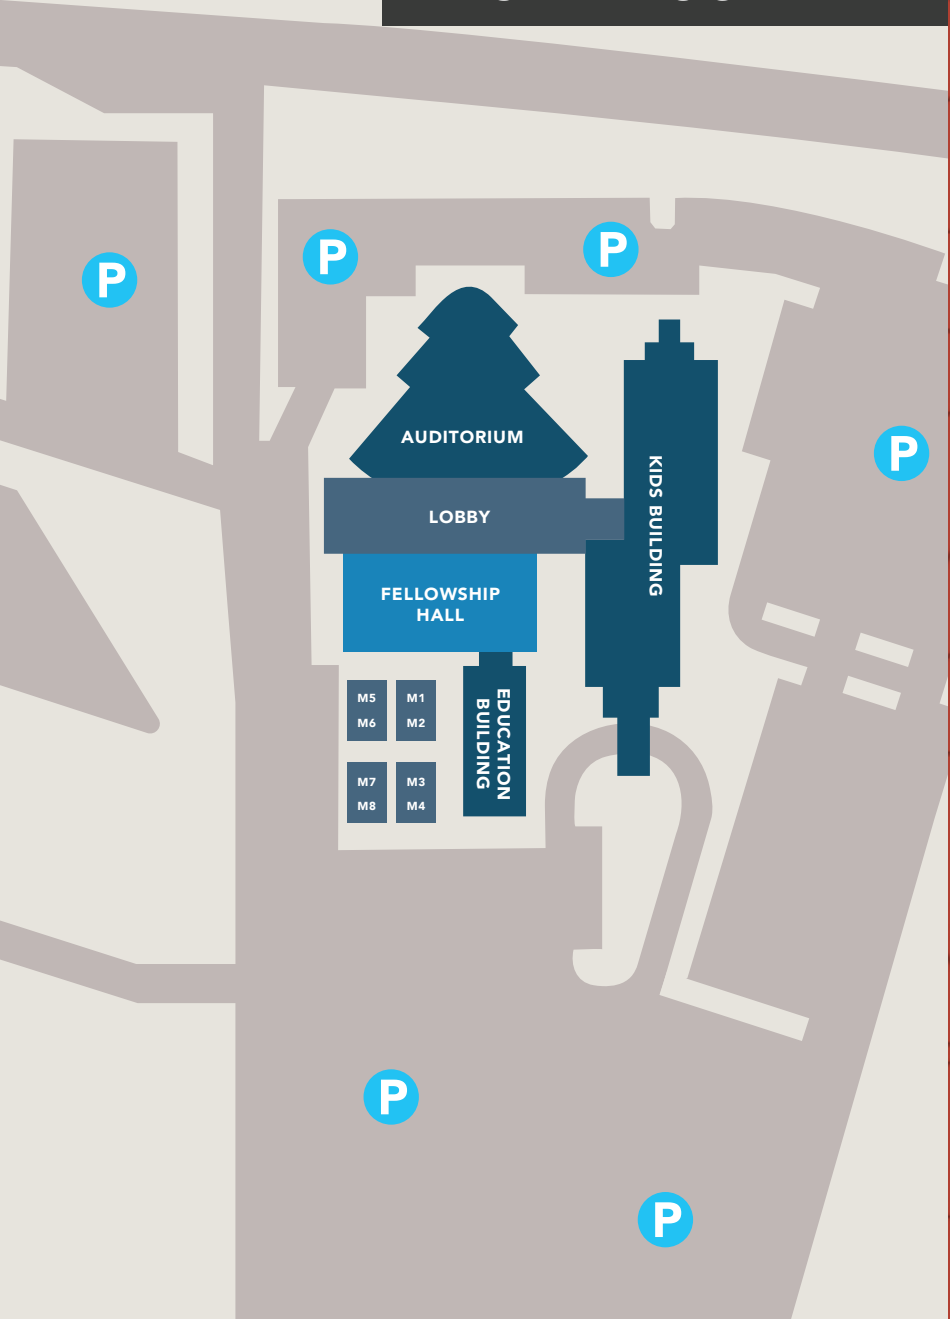 P
P
P
AUDITORIUM
P
KIDS BUILDING
LOBBY
FELLOWSHIP
HALL
M5
M6
M1
M2
EDUCATION
BUILDING
M7
M8
M3
M4
P
P